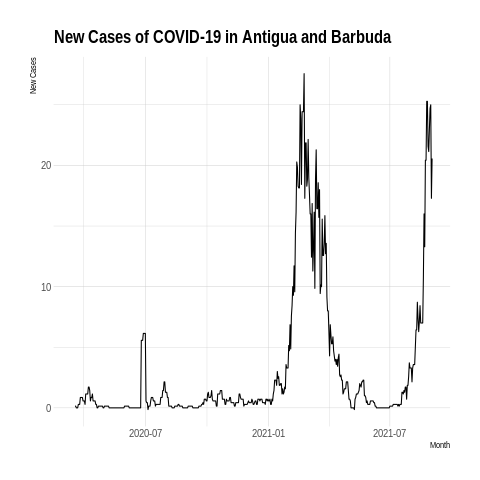 New Cases of COVID-19 in Antigua and Barbuda
New Cases
20
10
0
2020-07
2021-01
2021-07
Month